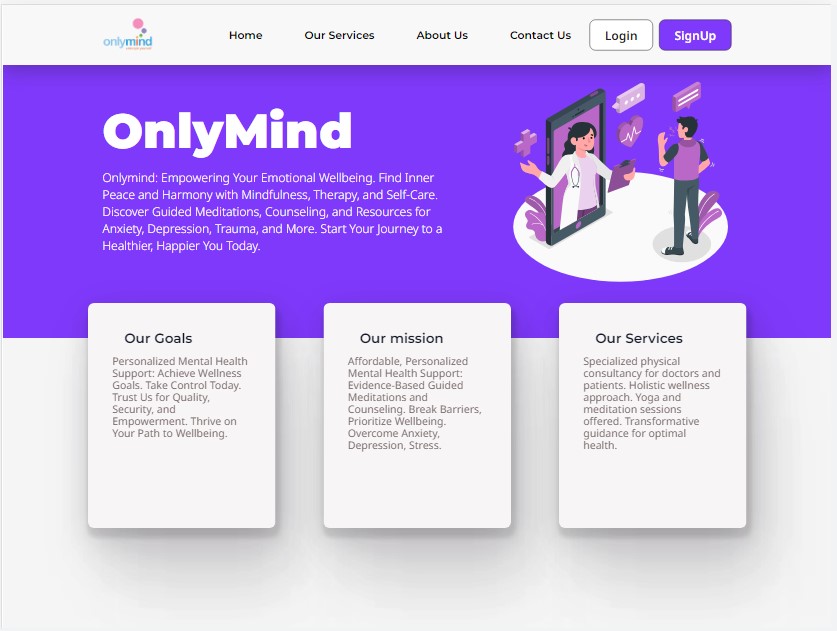 onlymind
Home
Our Services
About Us
Contact Us
Login
SignUp
OnlyMind
Onlymind: Empowering Your Emotional Wellbeing. Find Inner
Peace and Harmony with Mindfulness, Therapy, and Self-Care.
Discover Guided Meditations, Counseling, and Resources for
Anxiety, Depression, Trauma, and More. Start Your Journey to a
Healthier, Happier You Today.
Our Goals
Personalized Mental Health
Support: Achieve Wellness
Goals. Take Control Today.
Trust Us for Quality,
Security, and
Empowerment. Thrive on
Your Path to Wellbeing.
Our mission
Affordable, Personalized
Mental Health Support:
Evidence-Based Guided
Meditations and
Counseling. Break Barriers,
Prioritize Wellbeing.
Overcome Anxiety,
Depression, Stress.
Our Services
Specialized physical
consultancy for doctors and
patients. Holistic wellness
approach. Yoga and
meditation sessions
offered. Transformative
guidance for optimal
health.